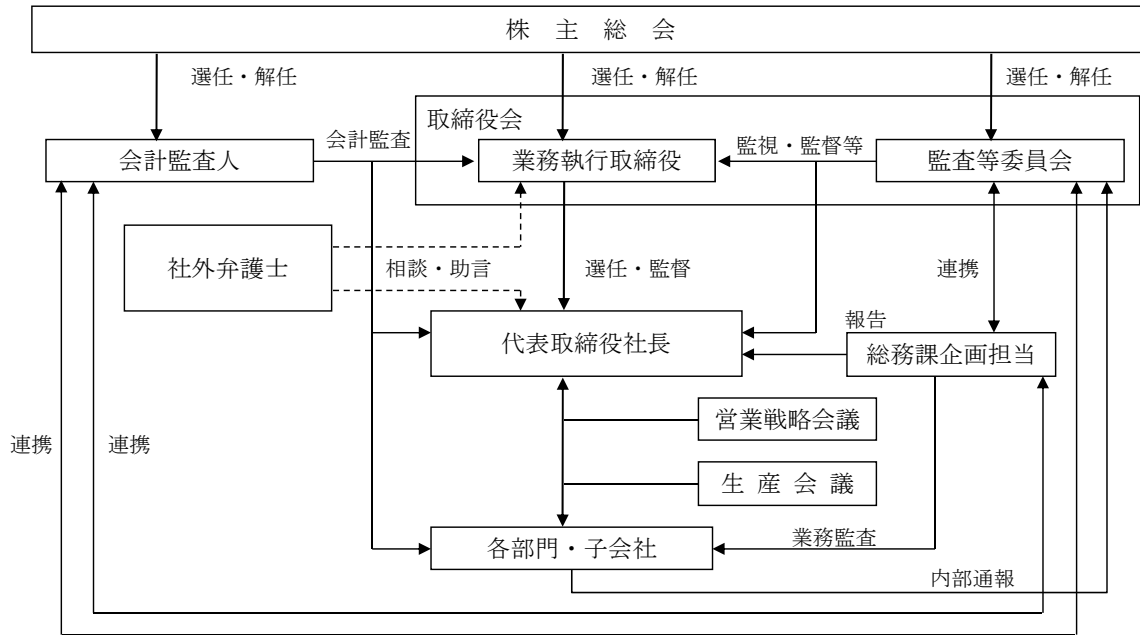 株 主 総 会
選任・解任
選任・解任
選任・解任
取締役会
会計監査人
会計監査
業務執行取締役
監視・監督等
監査等委員会
社外弁護士
相談・助言
選任・監督
連携
代表取締役社長
報告
総務課企画担当
営業戦略会議
連携
連携
生 産 会 議
各部門・子会社
業務監査
内部通報